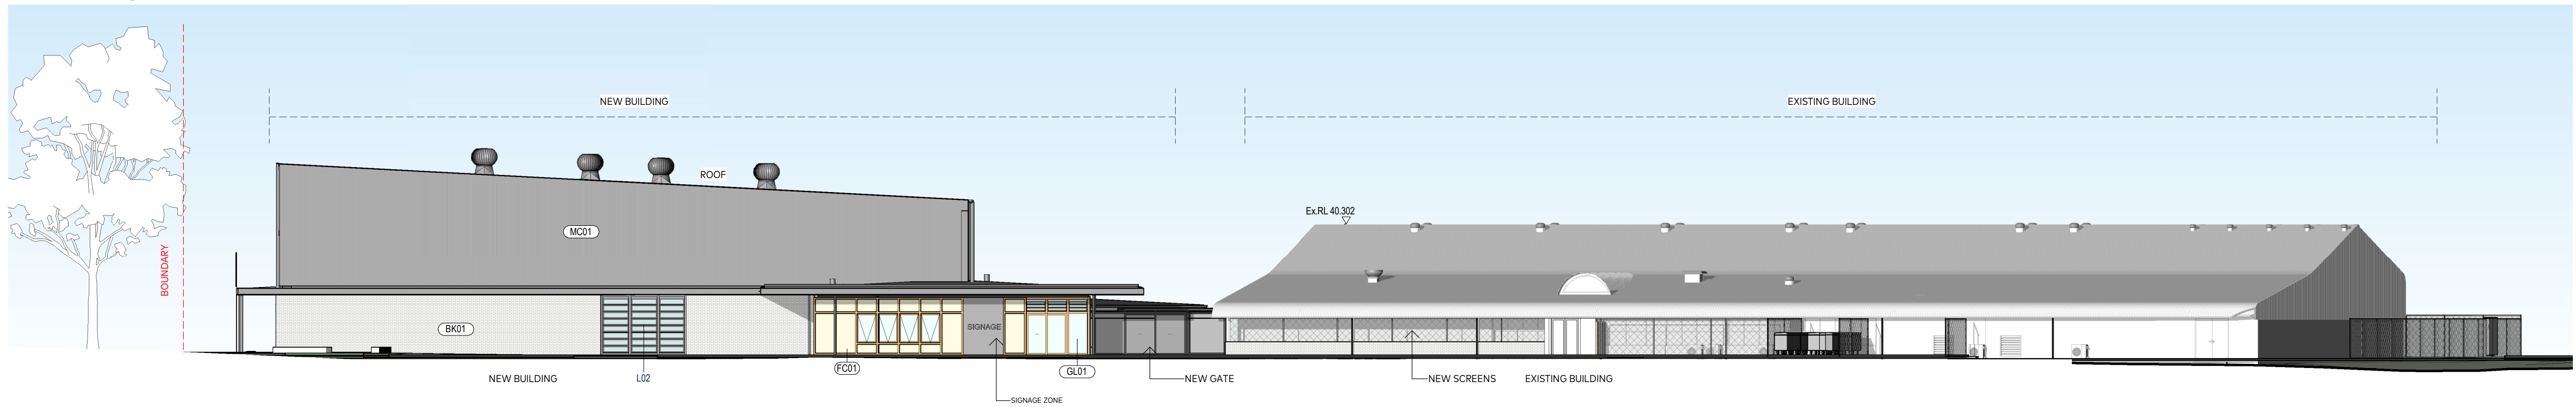 NEW BUILDING
EXISTING BUILDING
ROOF
Ex.RL 40.302
MC01
BOUNDARY
BK01
SIGNAGE
FC01
GL01
NEW BUILDING
L02
NEW GATE
NEW SCREENS
EXISTING BUILDING
SIGNAGE ZONE